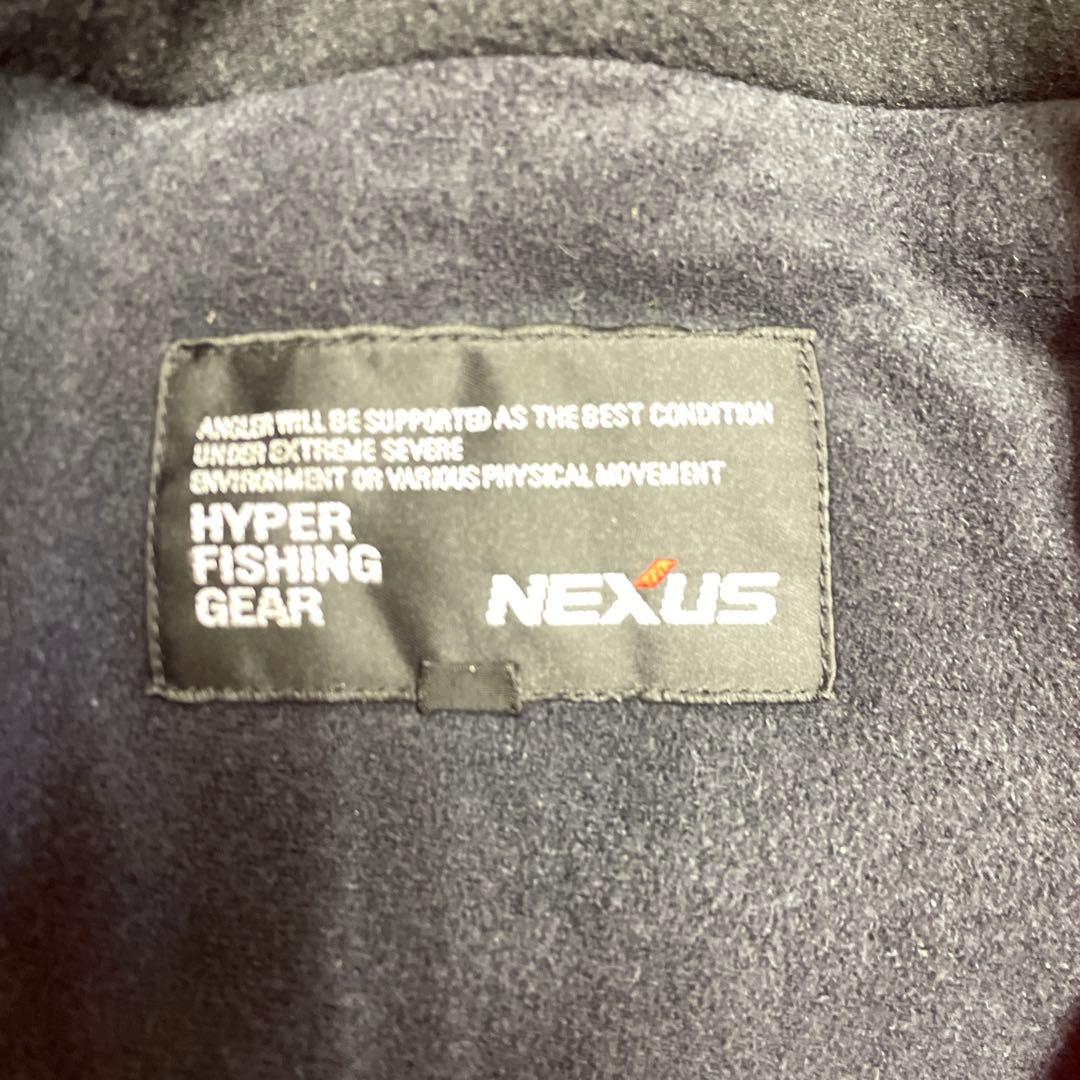 ANGLER WILL BE SUPPORTED AS THE BEST CONDITION
UNDER EXTREME SEVERE
ENVIRONMENT OR VARIOUS PHYSICAL MOVEMENT
HYPER
FISHING
GEAR
NEXUS